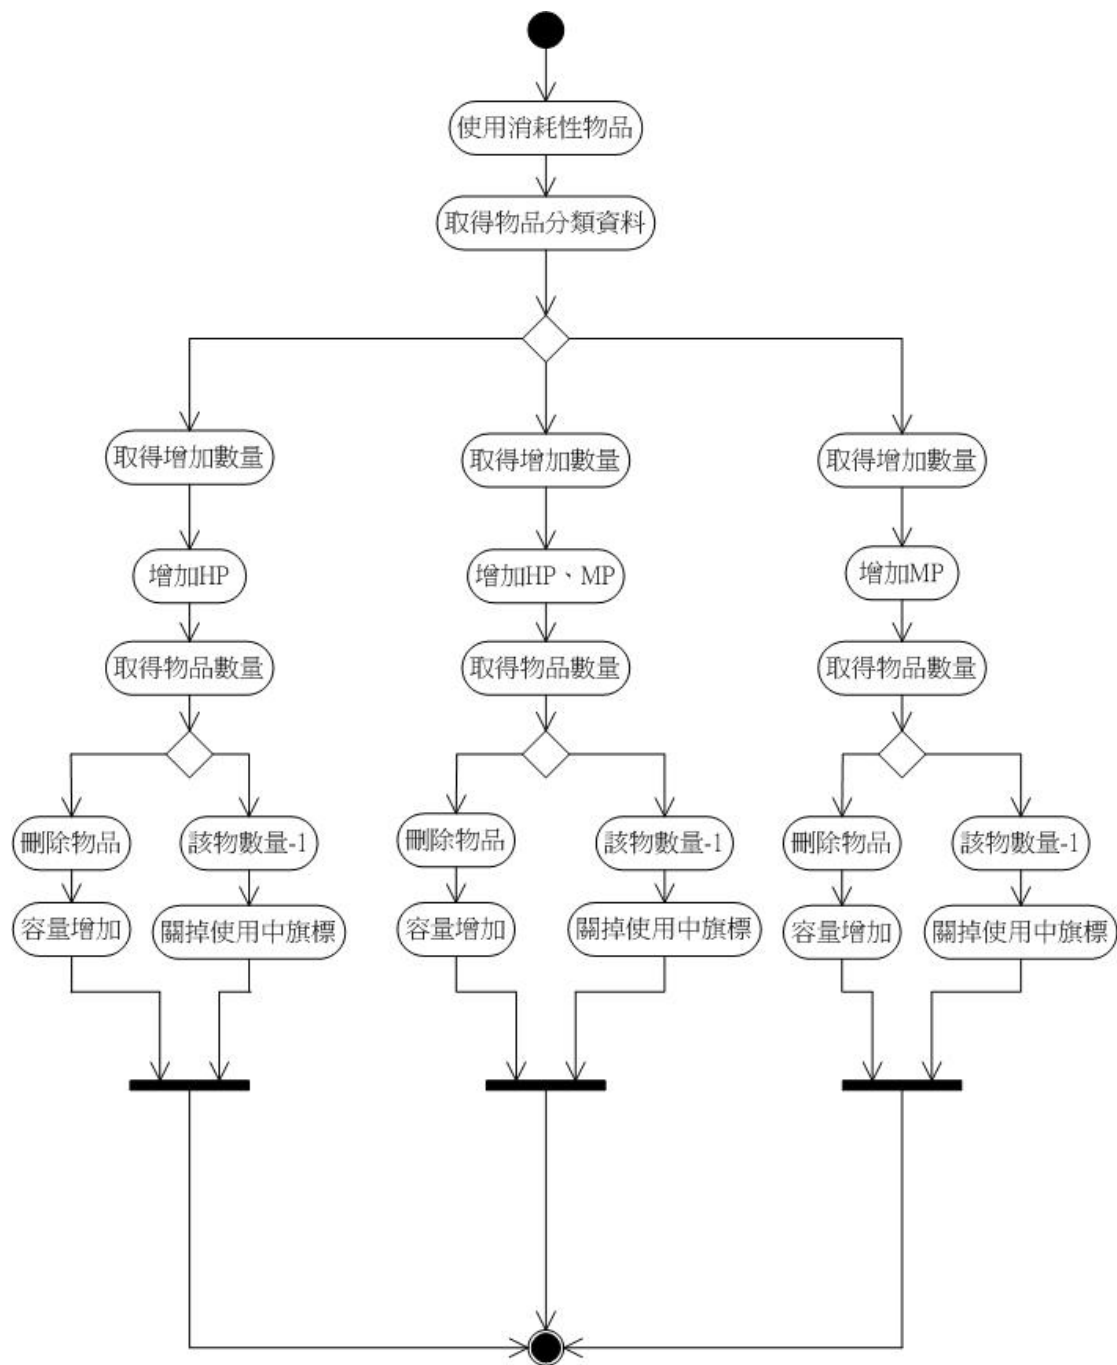 使用消耗性物品
取得物品分類資料
取得增加數量
取得增加數量
取得增加數量
增加HP
增加HP、MP
增加MP
取得物品數量
取得物品數量
取得物品數量
刪除物品
該物數量-1
刪除物品
該物數量-1
刪除物品
該物數量-1
容量增加
關掉使用中旗標
容量增加
關掉使用中旗標
容量增加
關掉使用中旗標